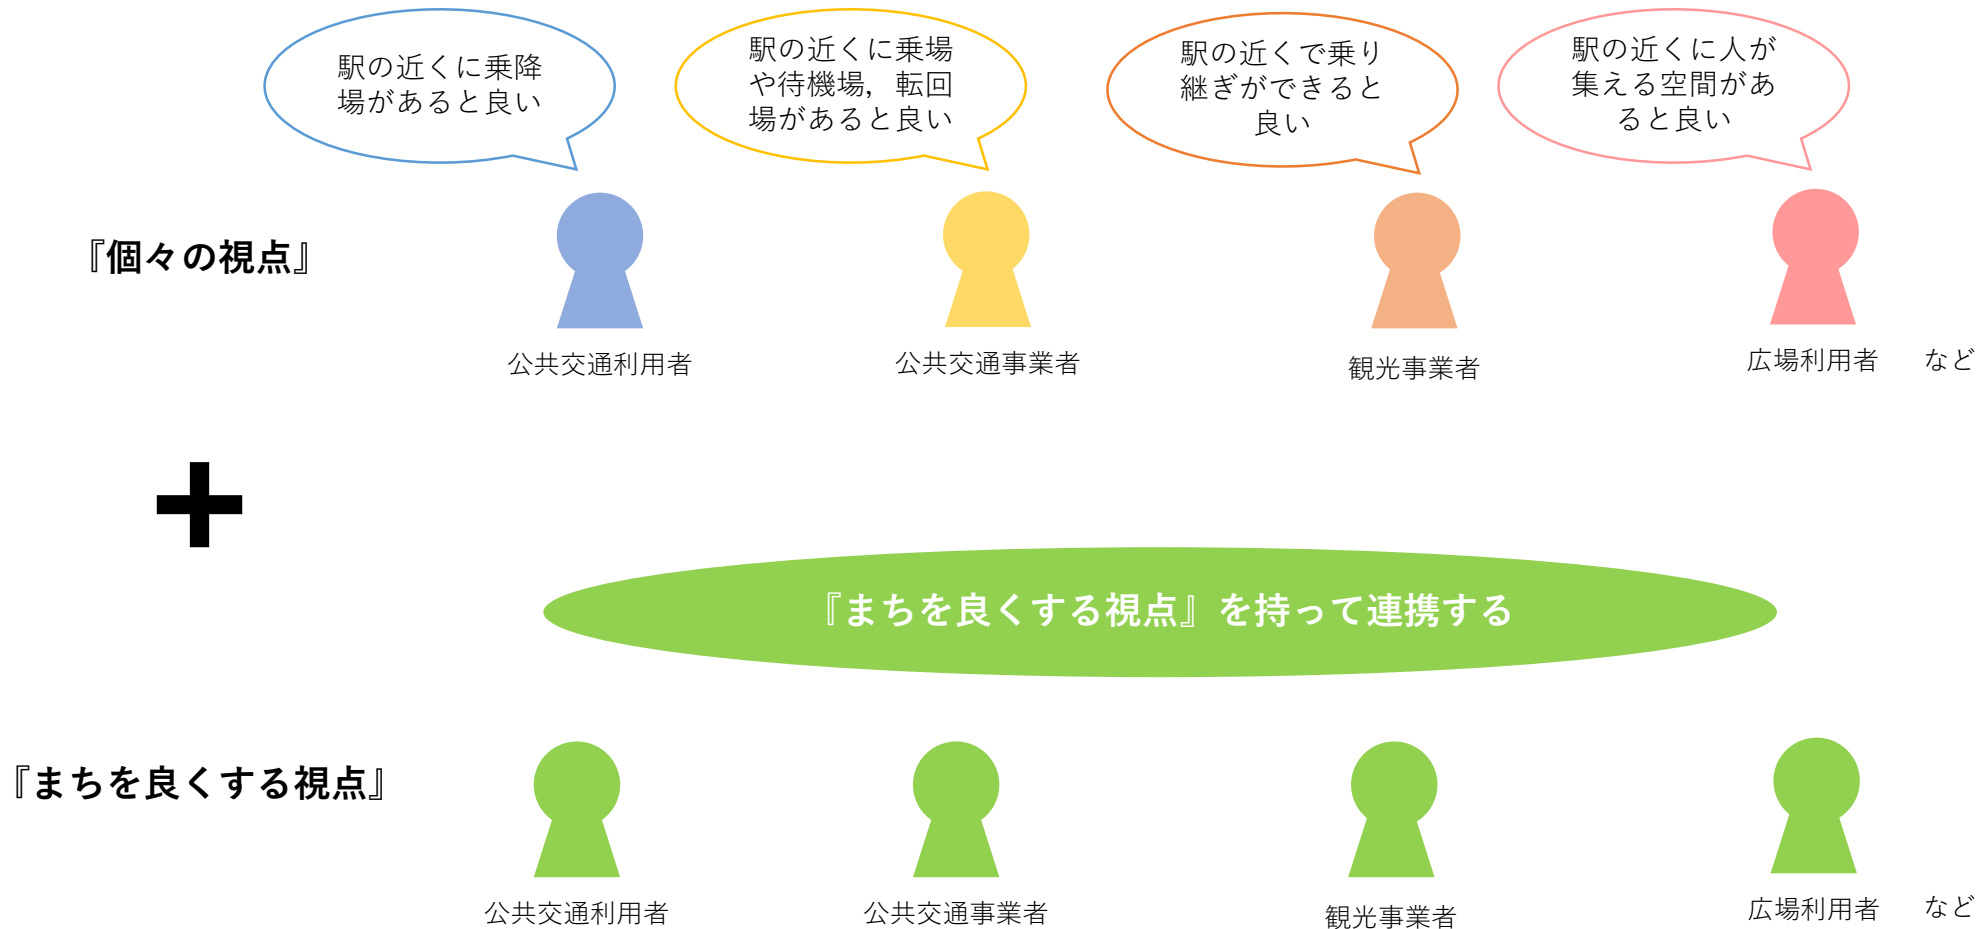 駅の近くに乗降
場があると良い
駅の近くに乗場
や待機場，転回
場があると良い
駅の近くで乗り
継ぎができると
良い
駅の近くに人が
集える空間があ
ると良い
『個々の視点』
公共交通利用者
公共交通事業者
観光事業者
広場利用者
など
『まちを良くする視点』を持って連携する
『まちを良くする視点』
公共交通利用者
公共交通事業者
観光事業者
広場利用者
など